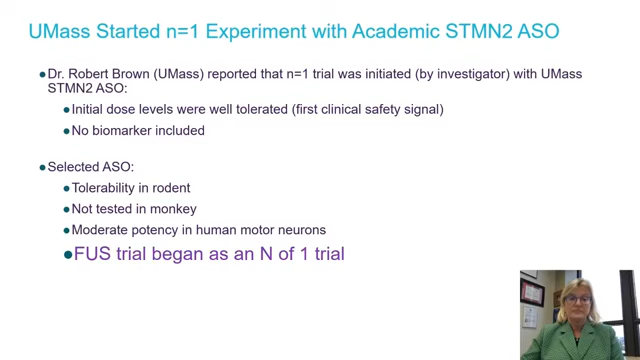 UMass Started n=1 Experiment with Academic STMN2 ASO
●Dr. Robert Brown (UMass) reported that n=1 trial was initiated (by investigator) with UMass
STMN2 ASO:
●Initial dose levels were well tolerated (first clinical safety signal)
●No biomarker included
●Selected ASO:
●Tolerability in rodent
●Not tested in monkey
●Moderate potency in human motor neurons
●FUS trial began as an N of 1 trial